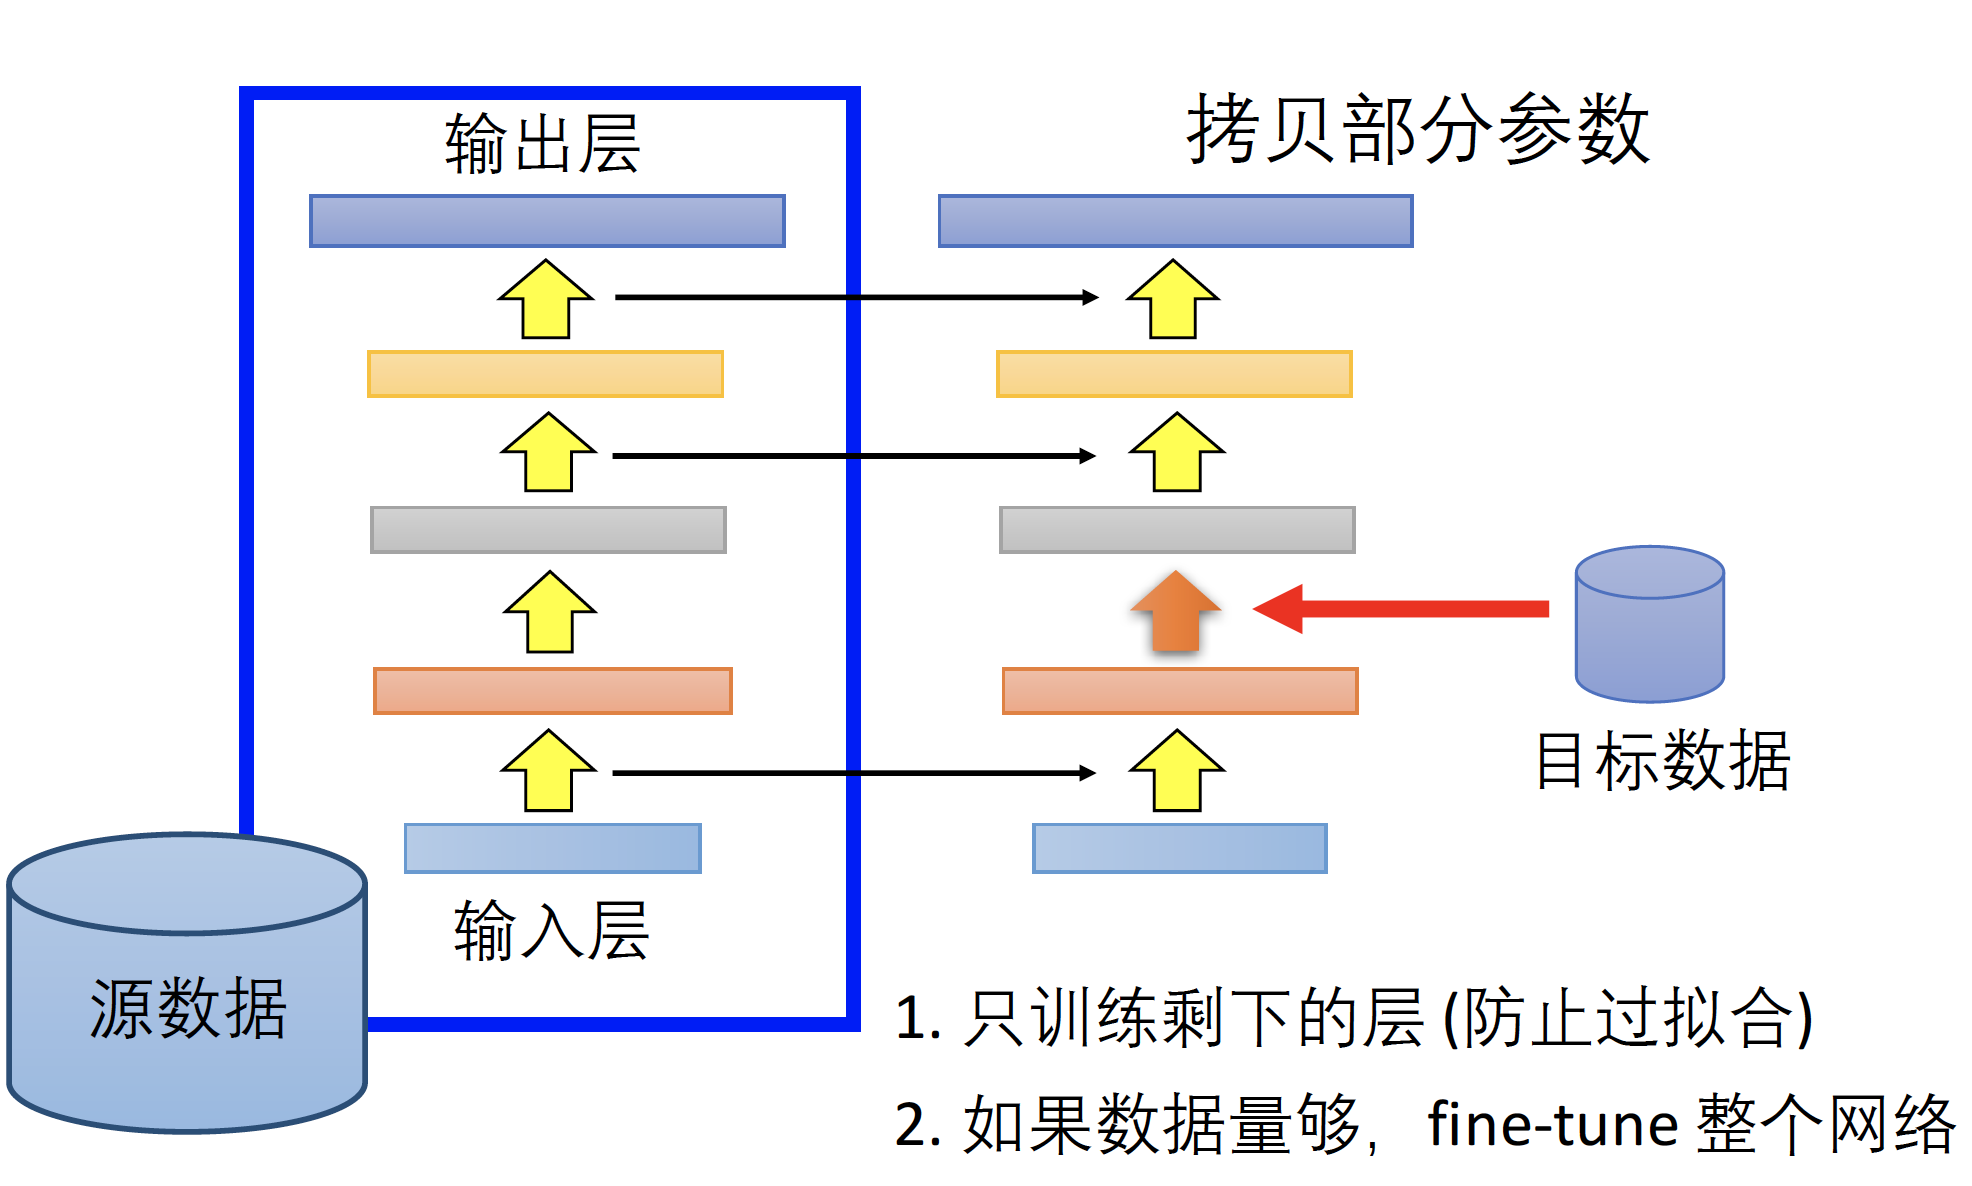 输出层
拷贝部分参数
目标数据
输入层
源数据
1. 只训练剩下的层 (防止过拟合)
2. 如果数据量够, fine-tune 整个网络